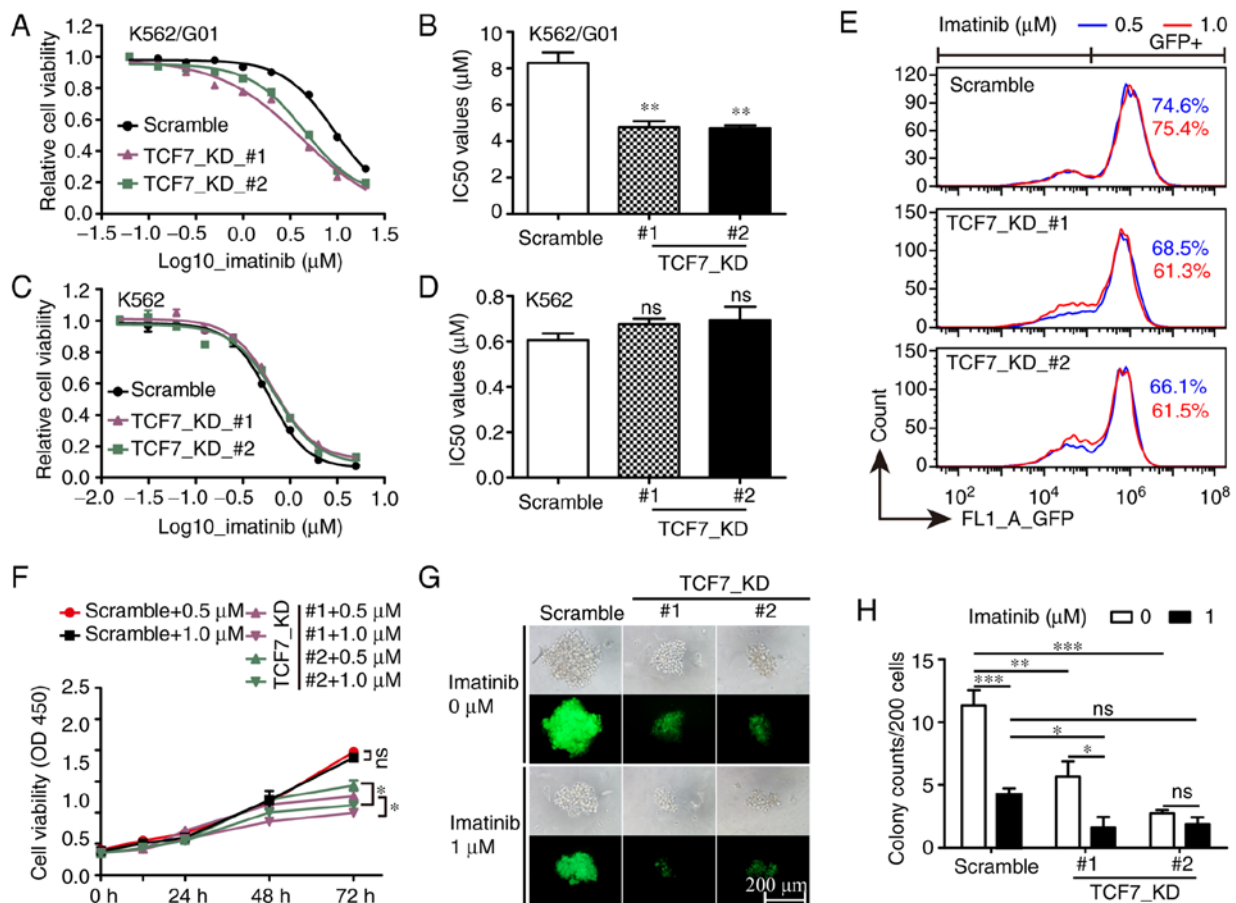 A
K562/G01
Relative cell viability
1.2
1.0
0.8
0.6
0.4
0.2
0.0
Scramble
TCF7_KD_#1
TCF7_KD_#2
−1.5 −1.0 −0.5 0.0 0.5 1.0 1.5
Log10_imatinib (µM)
B
K562/G01
IC50 values (µM)
10
8
6
4
2
0
** **
Scramble #1 #2
TCF7_KD
C
K562
Relative cell viability
1.2
1.0
0.8
0.6
0.4
0.2
0.0
Scramble
TCF7_KD_#1
TCF7_KD_#2
−2.0 −1.5 −1.0 −0.5 0.0 0.5 1.0
Log10_imatinib (µM)
D
K562
IC50 values (µM)
0.8
0.6
0.4
0.2
0.0
ns ns
Scramble #1 #2
TCF7_KD
E
Imatinib (µM) 0.5 1.0
GFP+
Scramble
120
90
60
30
0
74.6%
75.4%
TCF7_KD_#1
150
100
50
0
68.5%
61.3%
TCF7_KD_#2
150
100
50
0
66.1%
61.5%
Count
10² 10⁴ 10⁶ 10⁸
FL1_A_GFP
F
Scramble+0.5 µM
Scramble+1.0 µM
TCF7_KD
#1+0.5 µM
#1+1.0 µM
#2+0.5 µM
#2+1.0 µM
Cell viability (OD 450)
2.5
1.5
2.0
1.0
0.5
0.0
ns
*
*
0 h 24 h 48 h 72 h
G
TCF7_KD
Scramble #1 #2
Imatinib
0 µM
Imatinib
1 µM
200 µm
H
Imatinib (µM) 0 1
Colony counts/200 cells
15
10
5
0
***
**
***
ns
*
*
ns
Scramble #1 #2
TCF7_KD